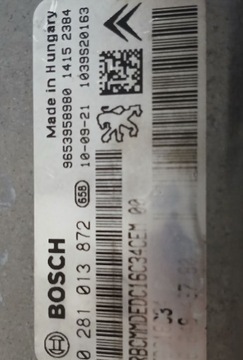 Made in Hungary
9653958980 1415 2384
10-09-21 1039S20163
658
BOSCH
0 281 013 872